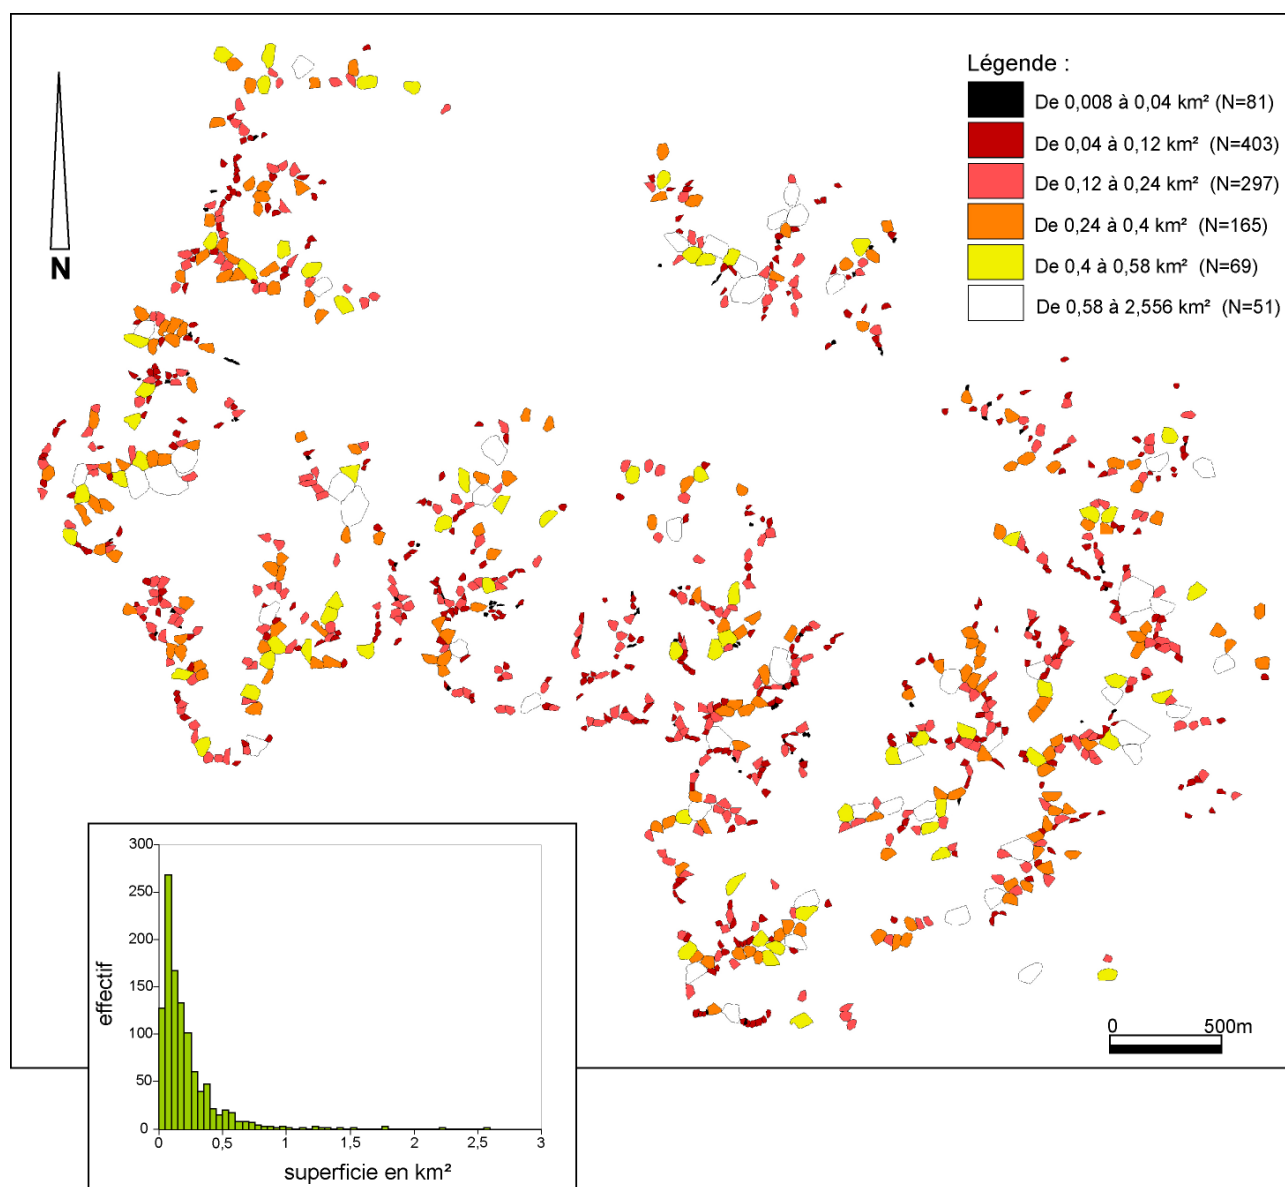 N
Légende :
De 0,008 à 0,04 km² (N=81)
De 0,04 à 0,12 km² (N=403)
De 0,12 à 0,24 km² (N=297)
De 0,24 à 0,4 km² (N=165)
De 0,4 à 0,58 km² (N=69)
De 0,58 à 2,556 km² (N=51)
0 500m
300
250
200
150
100
50
0
effectif
0 0,5 1 1,5 2 2,5 3
superficie en km²